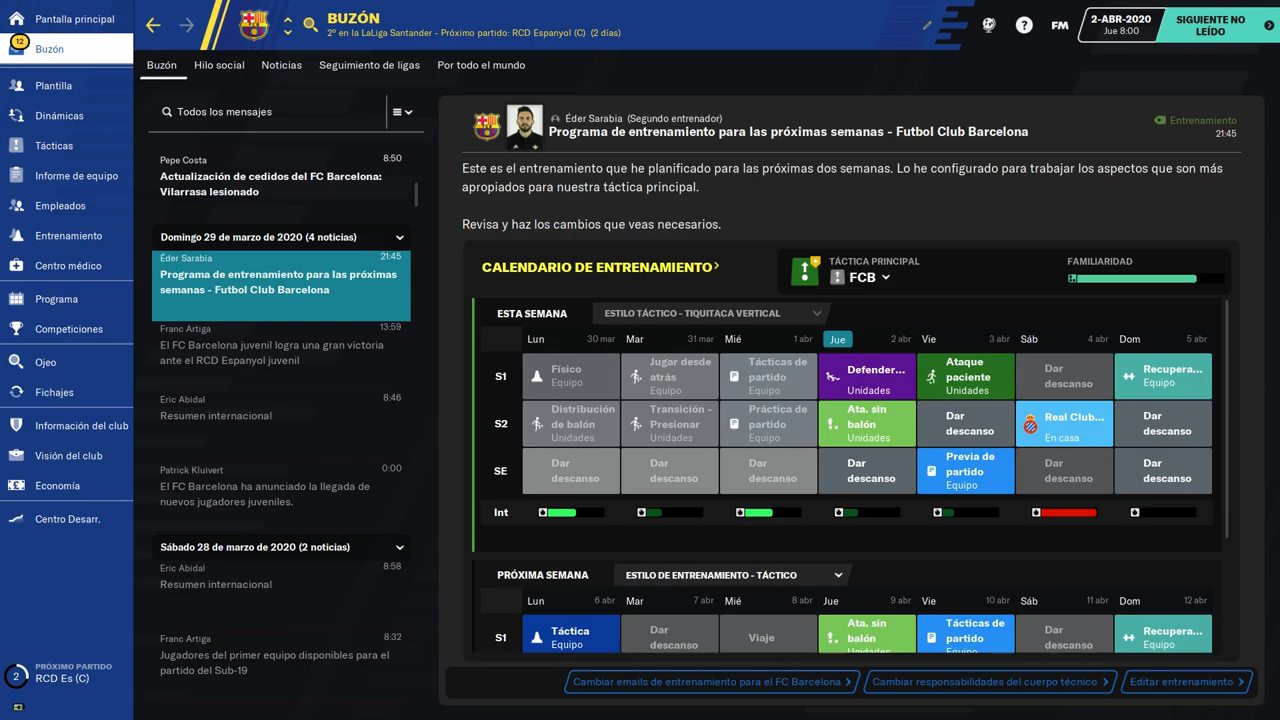 Pantalla principal
12
Buzón
Plantilla
Dinámicas
Tácticas
Informe de equipo
Empleados
Entrenamiento
Centro médico
Programa
Competiciones
Ojeo
Fichajes
Información del club
Visión del club
Economía
Centro Desarr.
2
PRÓXIMO PARTIDO
RCD Es (C)
BUZÓN
2º en la LaLiga Santander - Próximo partido: RCD Espanyol (C) (2 días)
?
FM
2-ABR-2020
Jue 8:00
SIGUIENTE NO
LEÍDO
Buzón
Hilo social
Noticias
Seguimiento de ligas
Por todo el mundo
Todos los mensajes
Pepe Costa 8:50
Actualización de cedidos del FC Barcelona:
Vilarrasa lesionado
Domingo 29 de marzo de 2020 (4 noticias)
Éder Sarabia 21:45
Programa de entrenamiento para las próximas
semanas - Futbol Club Barcelona
Franc Artiga 13:59
El FC Barcelona juvenil logra una gran victoria
ante el RCD Espanyol juvenil
Eric Abidal 8:46
Resumen internacional
Patrick Kluivert 0:00
El FC Barcelona ha anunciado la llegada de
nuevos jugadores juveniles.
Sábado 28 de marzo de 2020 (2 noticias)
Eric Abidal 8:58
Resumen internacional
Franc Artiga 8:32
Jugadores del primer equipo disponibles para el
partido del Sub-19
Éder Sarabia (Segundo entrenador)
Programa de entrenamiento para las próximas semanas - Futbol Club Barcelona
Entrenamiento
21:45
Este es el entrenamiento que he planificado para las próximas dos semanas. Lo he configurado para trabajar los aspectos que son más
apropiados para nuestra táctica principal.
Revisa y haz los cambios que veas necesarios.
CALENDARIO DE ENTRENAMIENTO
TÁCTICA PRINCIPAL
FCB
FAMILIARIDAD
ESTA SEMANA ESTILO TÁCTICO - TIQUITACA VERTICAL
Lun 30 mar Mar 31 mar Mié 1 abr Jue 2 abr Vie 3 abr Sáb 4 abr Dom 5 abr
S1
Físico
Equipo
Jugar desde
atrás
Equipo
Tácticas de
partido
Equipo
Defender...
Unidades
Ataque
paciente
Unidades
Dar
descanso
Recupera...
Equipo
S2
Distribución
de balón
Unidades
Transición -
Presionar
Unidades
Práctica de
partido
Equipo
Ata. sin
balón
Unidades
Dar
descanso
Real Club...
En casa
Dar
descanso
SE
Dar
descanso
Dar
descanso
Dar
descanso
Dar
descanso
Previa de
partido
Equipo
Dar
descanso
Dar
descanso
Int
PRÓXIMA SEMANA ESTILO DE ENTRENAMIENTO - TÁCTICO
Lun 6 abr Mar 7 abr Mié 8 abr Jue 9 abr Vie 10 abr Sáb 11 abr Dom 12 abr
S1
Táctica
Equipo
Dar
descanso
Viaje
Ata. sin
balón
Unidades
Tácticas de
partido
Equipo
Dar
descanso
Recupera...
Equipo
Cambiar emails de entrenamiento para el FC Barcelona
Cambiar responsabilidades del cuerpo técnico
Editar entrenamiento